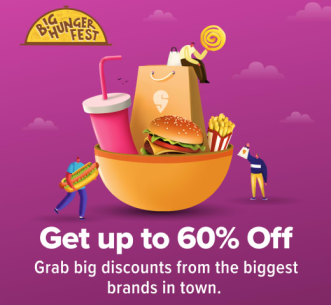 BIG
HUNGER
FEST
Get up to 60% Off
Grab big discounts from the biggest
brands in town.